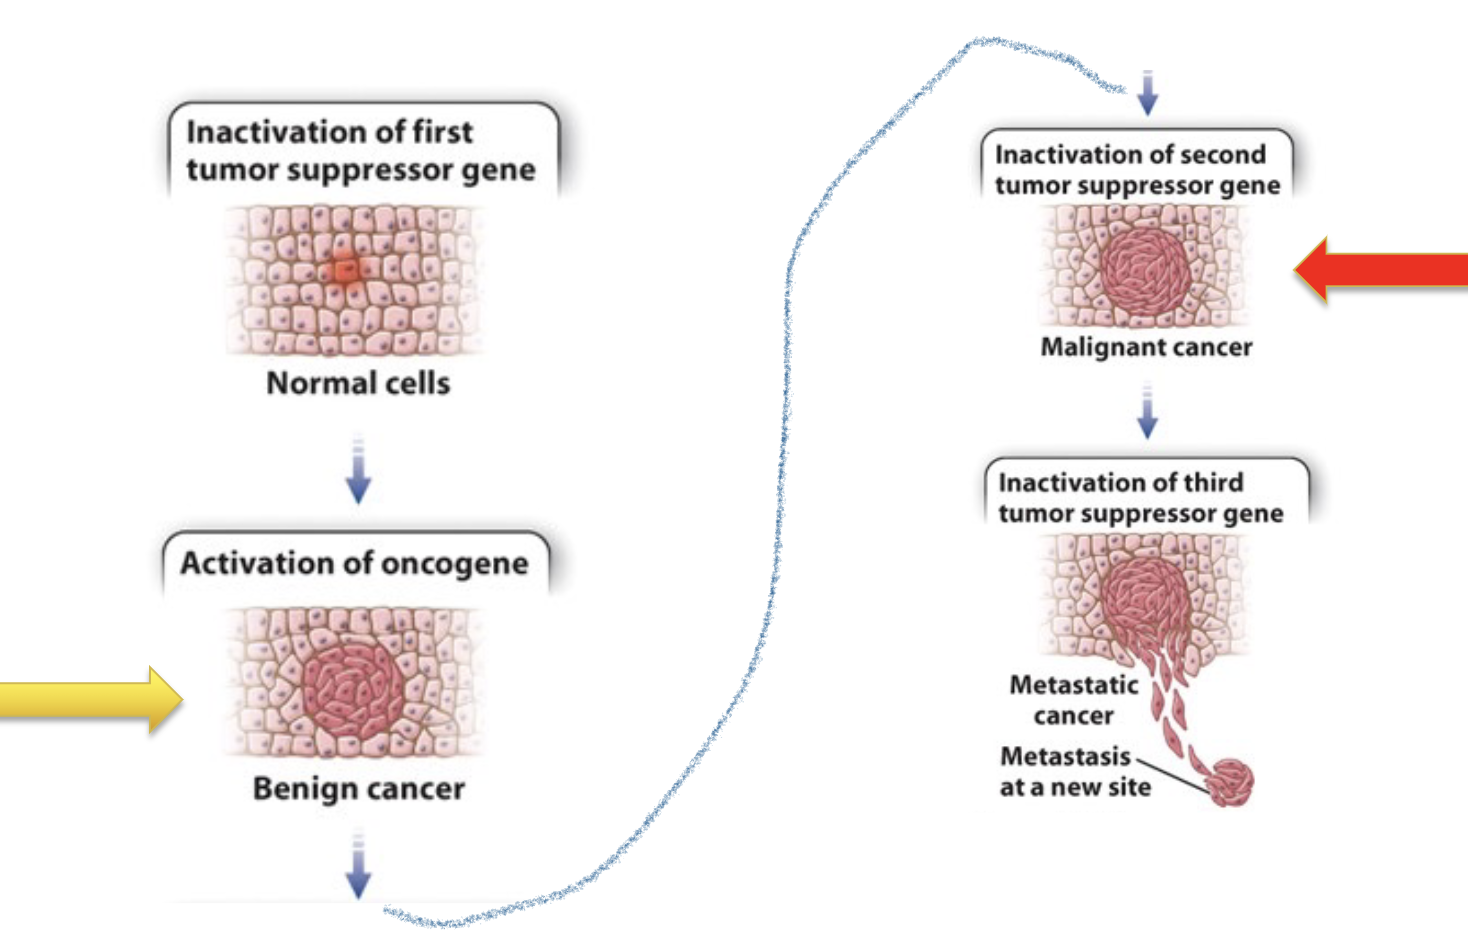 Inactivation of first
tumor suppressor gene
Normal cells
Activation of oncogene
Benign cancer
Inactivation of second
tumor suppressor gene
Malignant cancer
Inactivation of third
tumor suppressor gene
Metastatic
cancer
Metastasis
at a new site